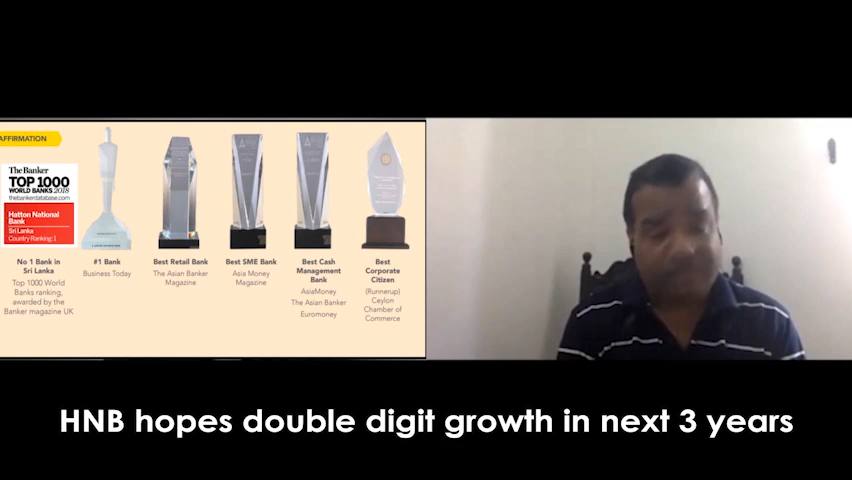 AFFIRMATION
The Banker
TOP 1000
WORLD BANKS 2018
thebankerdatabase.com
Hatton National
Bank
Sri Lanka
Country Ranking:1
No 1 Bank in
Sri Lanka
Top 1000 World
Banks ranking,
awarded by the
Banker magazine UK
#1 Bank
Business Today
Best Retail Bank
The Asian Banker
Magazine
Best SME Bank
Asia Money
Magazine
Best Cash
Management
Bank
AsiaMoney
The Asian Banker
Euromoney
Best
Corporate
Citizen
(Runnerup)
Ceylon
Chamber of
Commerce
HNB hopes double digit growth in next 3 years